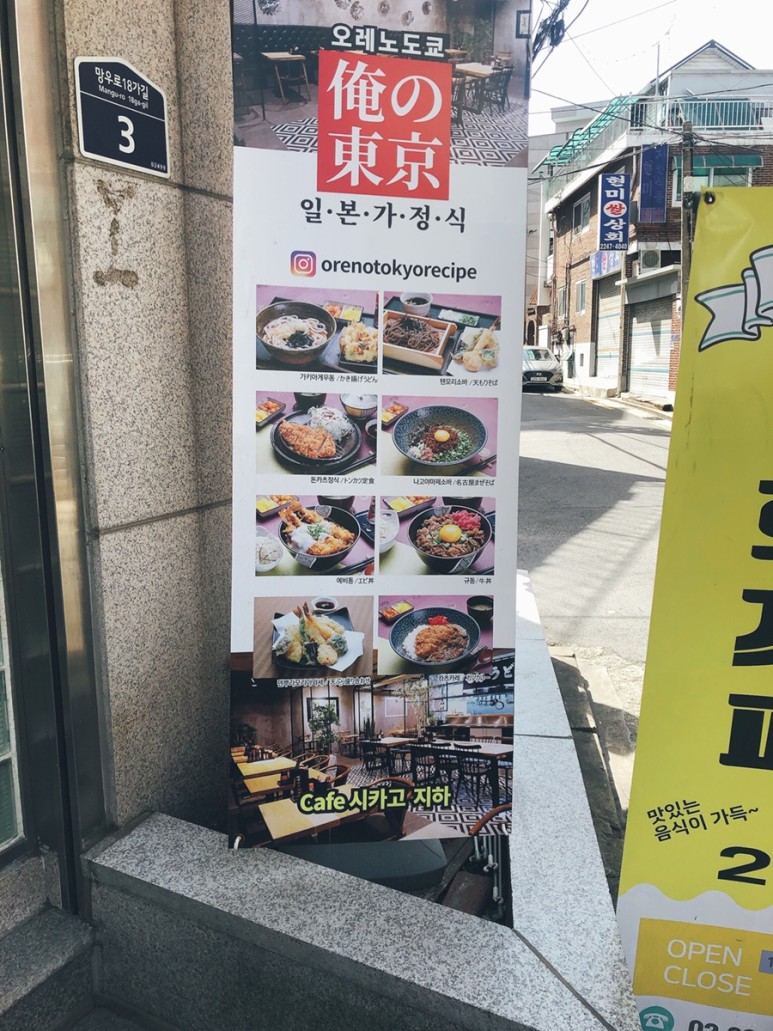 망우로18가길
Mangu-ro 18ga-gil
3
오레노도쿄
俺の
東京
일·본·가·정·식
orenotokyorecipe
가키아게우동 /かき揚げうどん
텐모리소바 /天もりそば
돈카츠정식 /トンカツ定食
나고야마제소바 /名古屋まぜそば
에비동 /エビ丼
규동 /牛丼
Cafe 시카고 지하
현미쌀상회
2247-4040
맛있는
음식이 가득~
2
OPEN
CLOSE